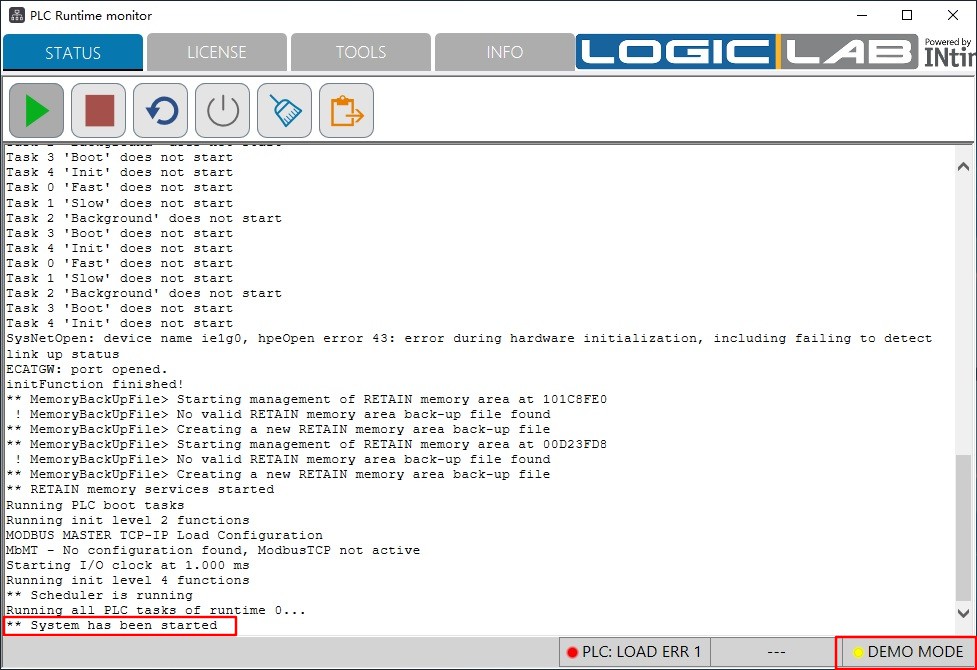 PLC Runtime monitor
STATUS
LICENSE
TOOLS
INFO
LOGIC LAB
Powered by
INtir
Task 3 'Boot' does not start
Task 4 'Init' does not start
Task 0 'Fast' does not start
Task 1 'Slow' does not start
Task 2 'Background' does not start
Task 3 'Boot' does not start
Task 4 'Init' does not start
Task 0 'Fast' does not start
Task 1 'Slow' does not start
Task 2 'Background' does not start
Task 3 'Boot' does not start
Task 4 'Init' does not start
SysNetOpen: device name ie1g0, hpeOpen error 43: error during hardware initialization, including failing to detect
link up status
ECATGW: port opened.
initFunction finished!
** MemoryBackUpFile> Starting management of RETAIN memory area at 101C8FE0
! MemoryBackUpFile> No valid RETAIN memory area back-up file found
** MemoryBackUpFile> Creating a new RETAIN memory area back-up file
** MemoryBackUpFile> Starting management of RETAIN memory area at 00D23FD8
! MemoryBackUpFile> No valid RETAIN memory area back-up file found
** MemoryBackUpFile> Creating a new RETAIN memory area back-up file
** RETAIN memory services started
Running PLC boot tasks
Running init level 2 functions
MODBUS MASTER TCP-IP Load Configuration
MbMT - No configuration found, ModbusTCP not active
Starting I/O clock at 1.000 ms
Running init level 4 functions
** Scheduler is running
Running all PLC tasks of runtime 0...
** System has been started
PLC: LOAD ERR 1
---
DEMO MODE